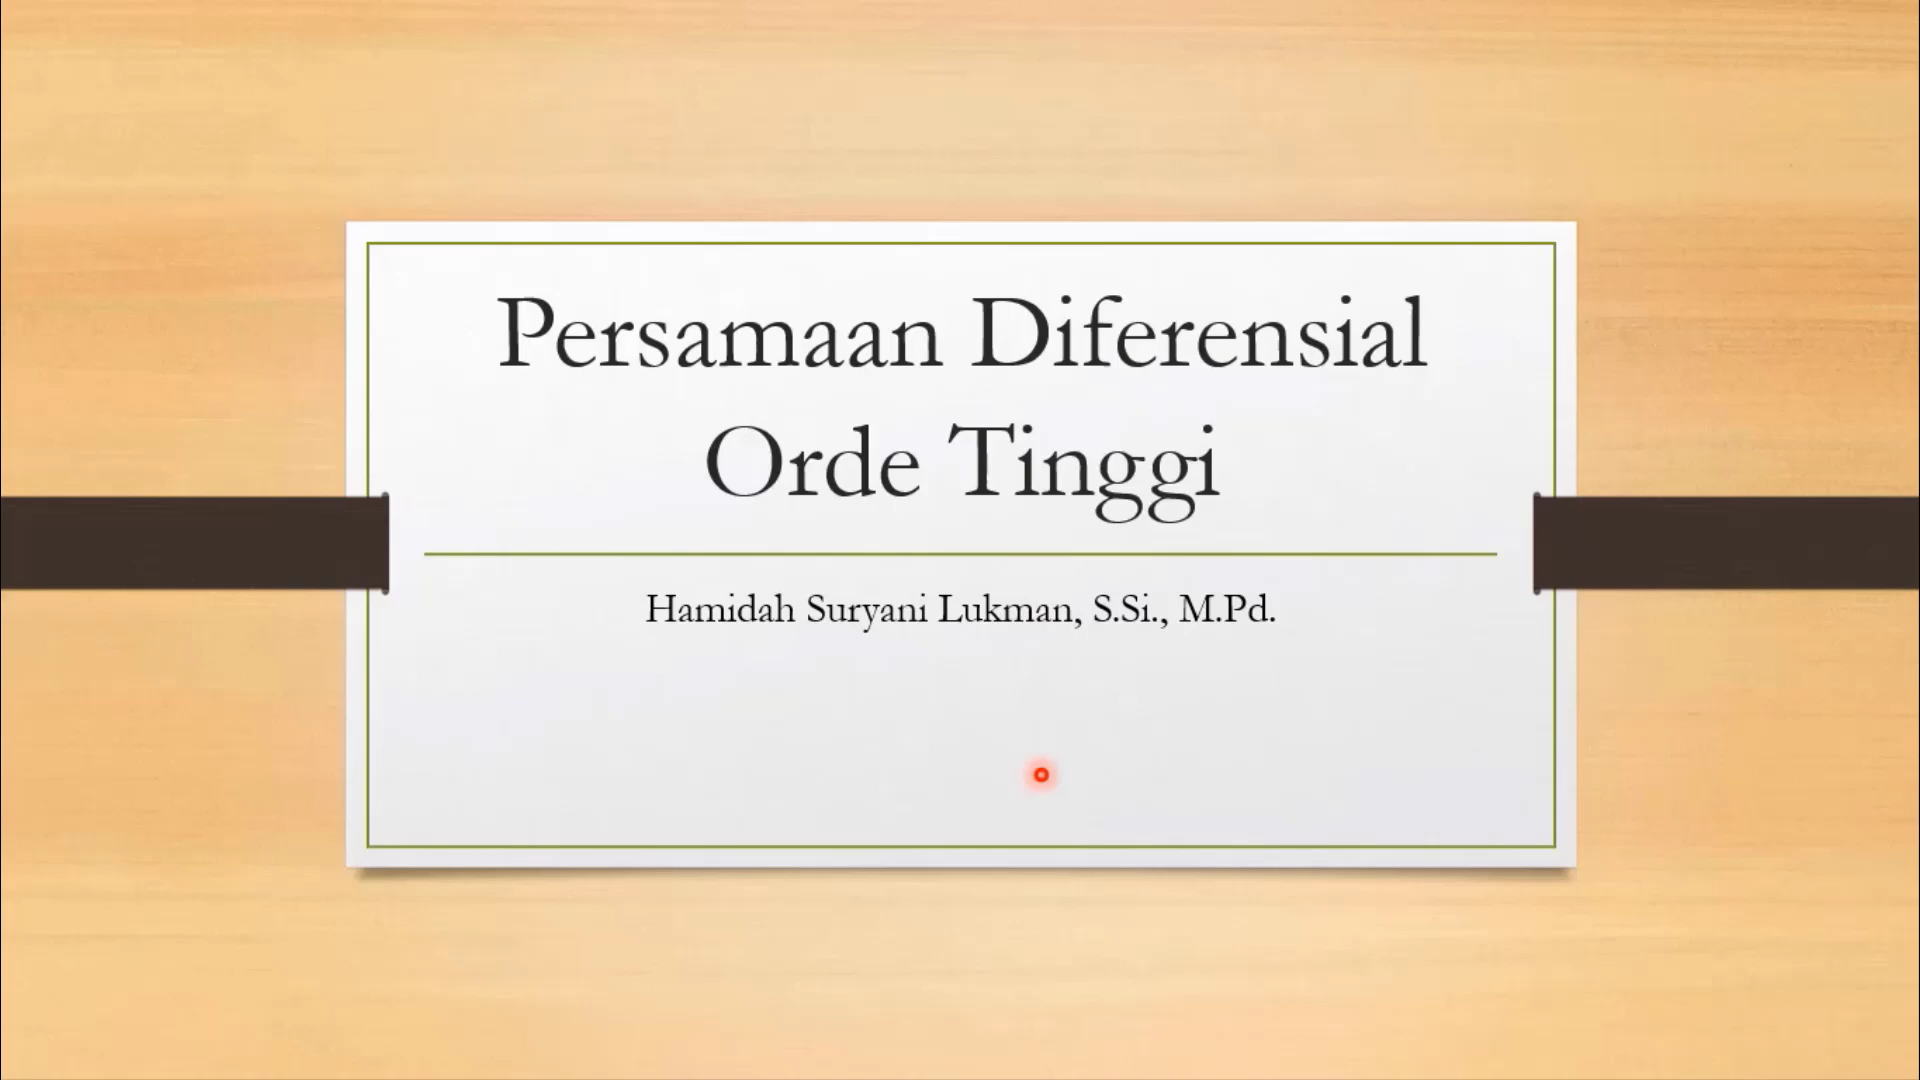 Persamaan Diferensial
Orde Tinggi
Hamidah Suryani Lukman, S.Si., M.Pd.